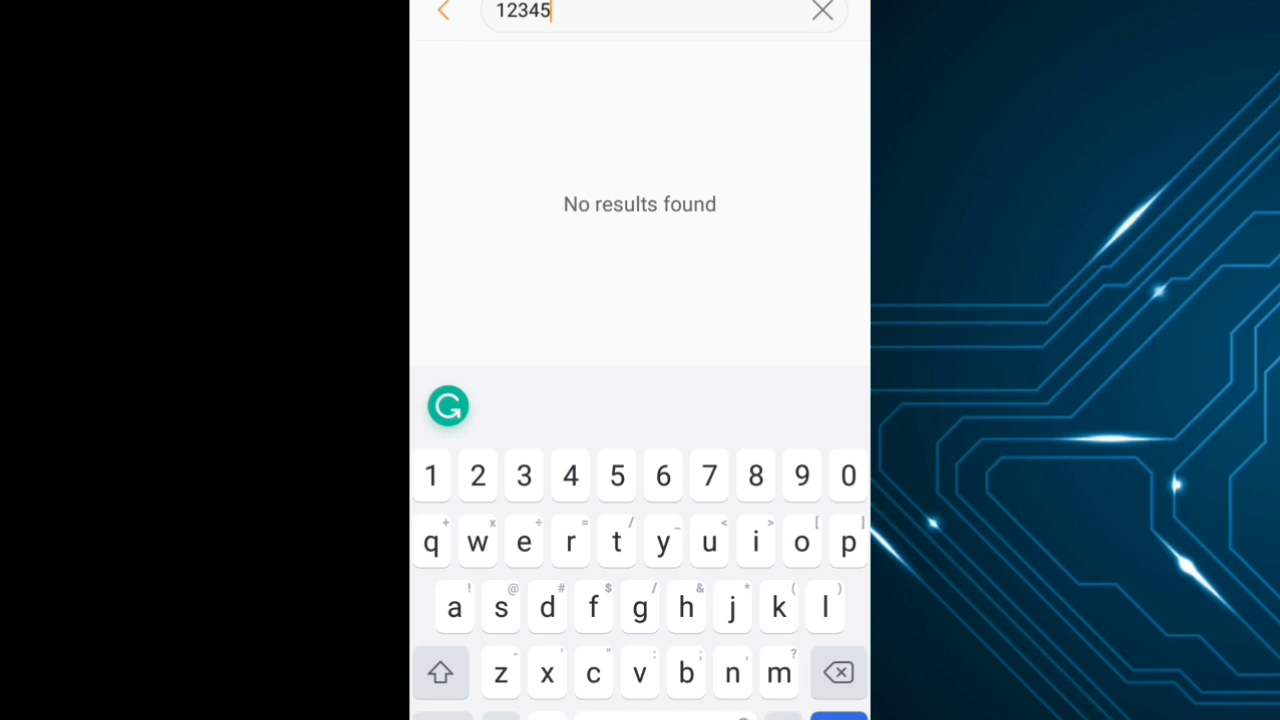 12345
No results found
1 2 3 4 5 6 7 8 9 0
+ x ÷ = / _ < > [ ]
q w e r t y u i o p
! @ # $ / & * ( )
a s d f g h j k l
- ' " : ; , ?
z x c v b n m